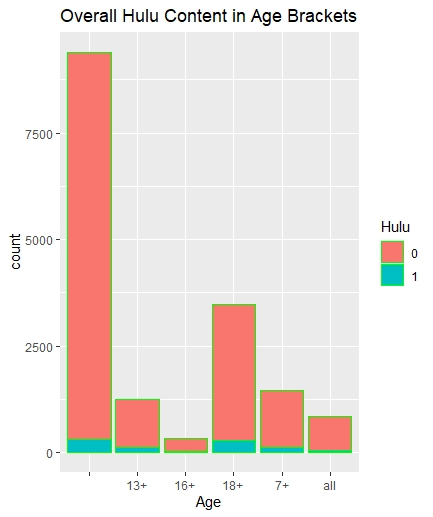 Overall Hulu Content in Age Brackets
7500
5000
2500
0
count
13+ 16+ 18+ 7+ all
Age
Hulu
0
1